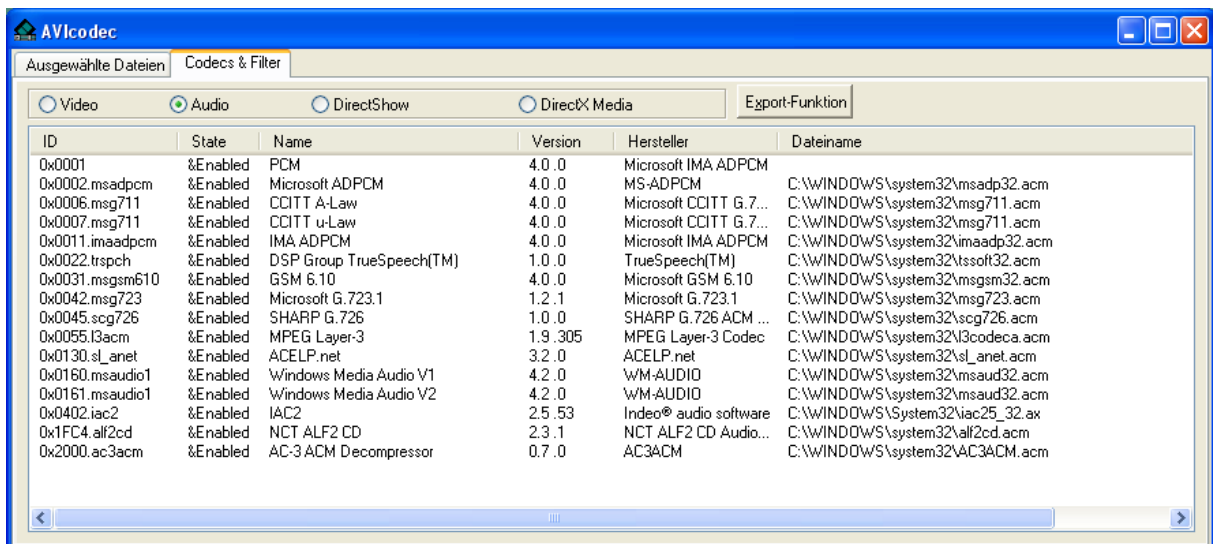 AVIcodec
Ausgewählte Dateien Codecs & Filter
Video Audio DirectShow DirectX Media Export-Funktion
ID State Name Version Hersteller Dateiname
0x0001 &Enabled PCM 4.0 .0 Microsoft IMA ADPCM
0x0002.msadpcm &Enabled Microsoft ADPCM 4.0 .0 MS-ADPCM C:\WINDOWS\system32\msadp32.acm
0x0006.msg711 &Enabled CCITT A-Law 4.0 .0 Microsoft CCITT G.7... C:\WINDOWS\system32\msg711.acm
0x0007.msg711 &Enabled CCITT u-Law 4.0 .0 Microsoft CCITT G.7... C:\WINDOWS\system32\msg711.acm
0x0011.imaadpcm &Enabled IMA ADPCM 4.0 .0 Microsoft IMA ADPCM C:\WINDOWS\system32\imaadp32.acm
0x0022.trspch &Enabled DSP Group TrueSpeech(TM) 1.0 .0 TrueSpeech(TM) C:\WINDOWS\system32\tssoft32.acm
0x0031.msgsm610 &Enabled GSM 6.10 4.0 .0 Microsoft GSM 6.10 C:\WINDOWS\system32\msgsm32.acm
0x0042.msg723 &Enabled Microsoft G.723.1 1.2 .1 Microsoft G.723.1 C:\WINDOWS\system32\msg723.acm
0x0045.scg726 &Enabled SHARP G.726 1.0 .0 SHARP G.726 ACM ... C:\WINDOWS\system32\scg726.acm
0x0055.l3acm &Enabled MPEG Layer-3 1.9 .305 MPEG Layer-3 Codec C:\WINDOWS\system32\l3codeca.acm
0x0130.sl_anet &Enabled ACELP.net 3.2 .0 ACELP.net C:\WINDOWS\system32\sl_anet.acm
0x0160.msaudio1 &Enabled Windows Media Audio V1 4.2 .0 WM-AUDIO C:\WINDOWS\system32\msaud32.acm
0x0161.msaudio1 &Enabled Windows Media Audio V2 4.2 .0 WM-AUDIO C:\WINDOWS\system32\msaud32.acm
0x0402.iac2 &Enabled IAC2 2.5 .53 Indeo® audio software C:\WINDOWS\System32\iac25_32.ax
0x1FC4.alf2cd &Enabled NCT ALF2 CD 2.3 .1 NCT ALF2 CD Audio... C:\WINDOWS\system32\alf2cd.acm
0x2000.ac3acm &Enabled AC-3 ACM Decompressor 0.7 .0 AC3ACM C:\WINDOWS\system32\AC3ACM.acm